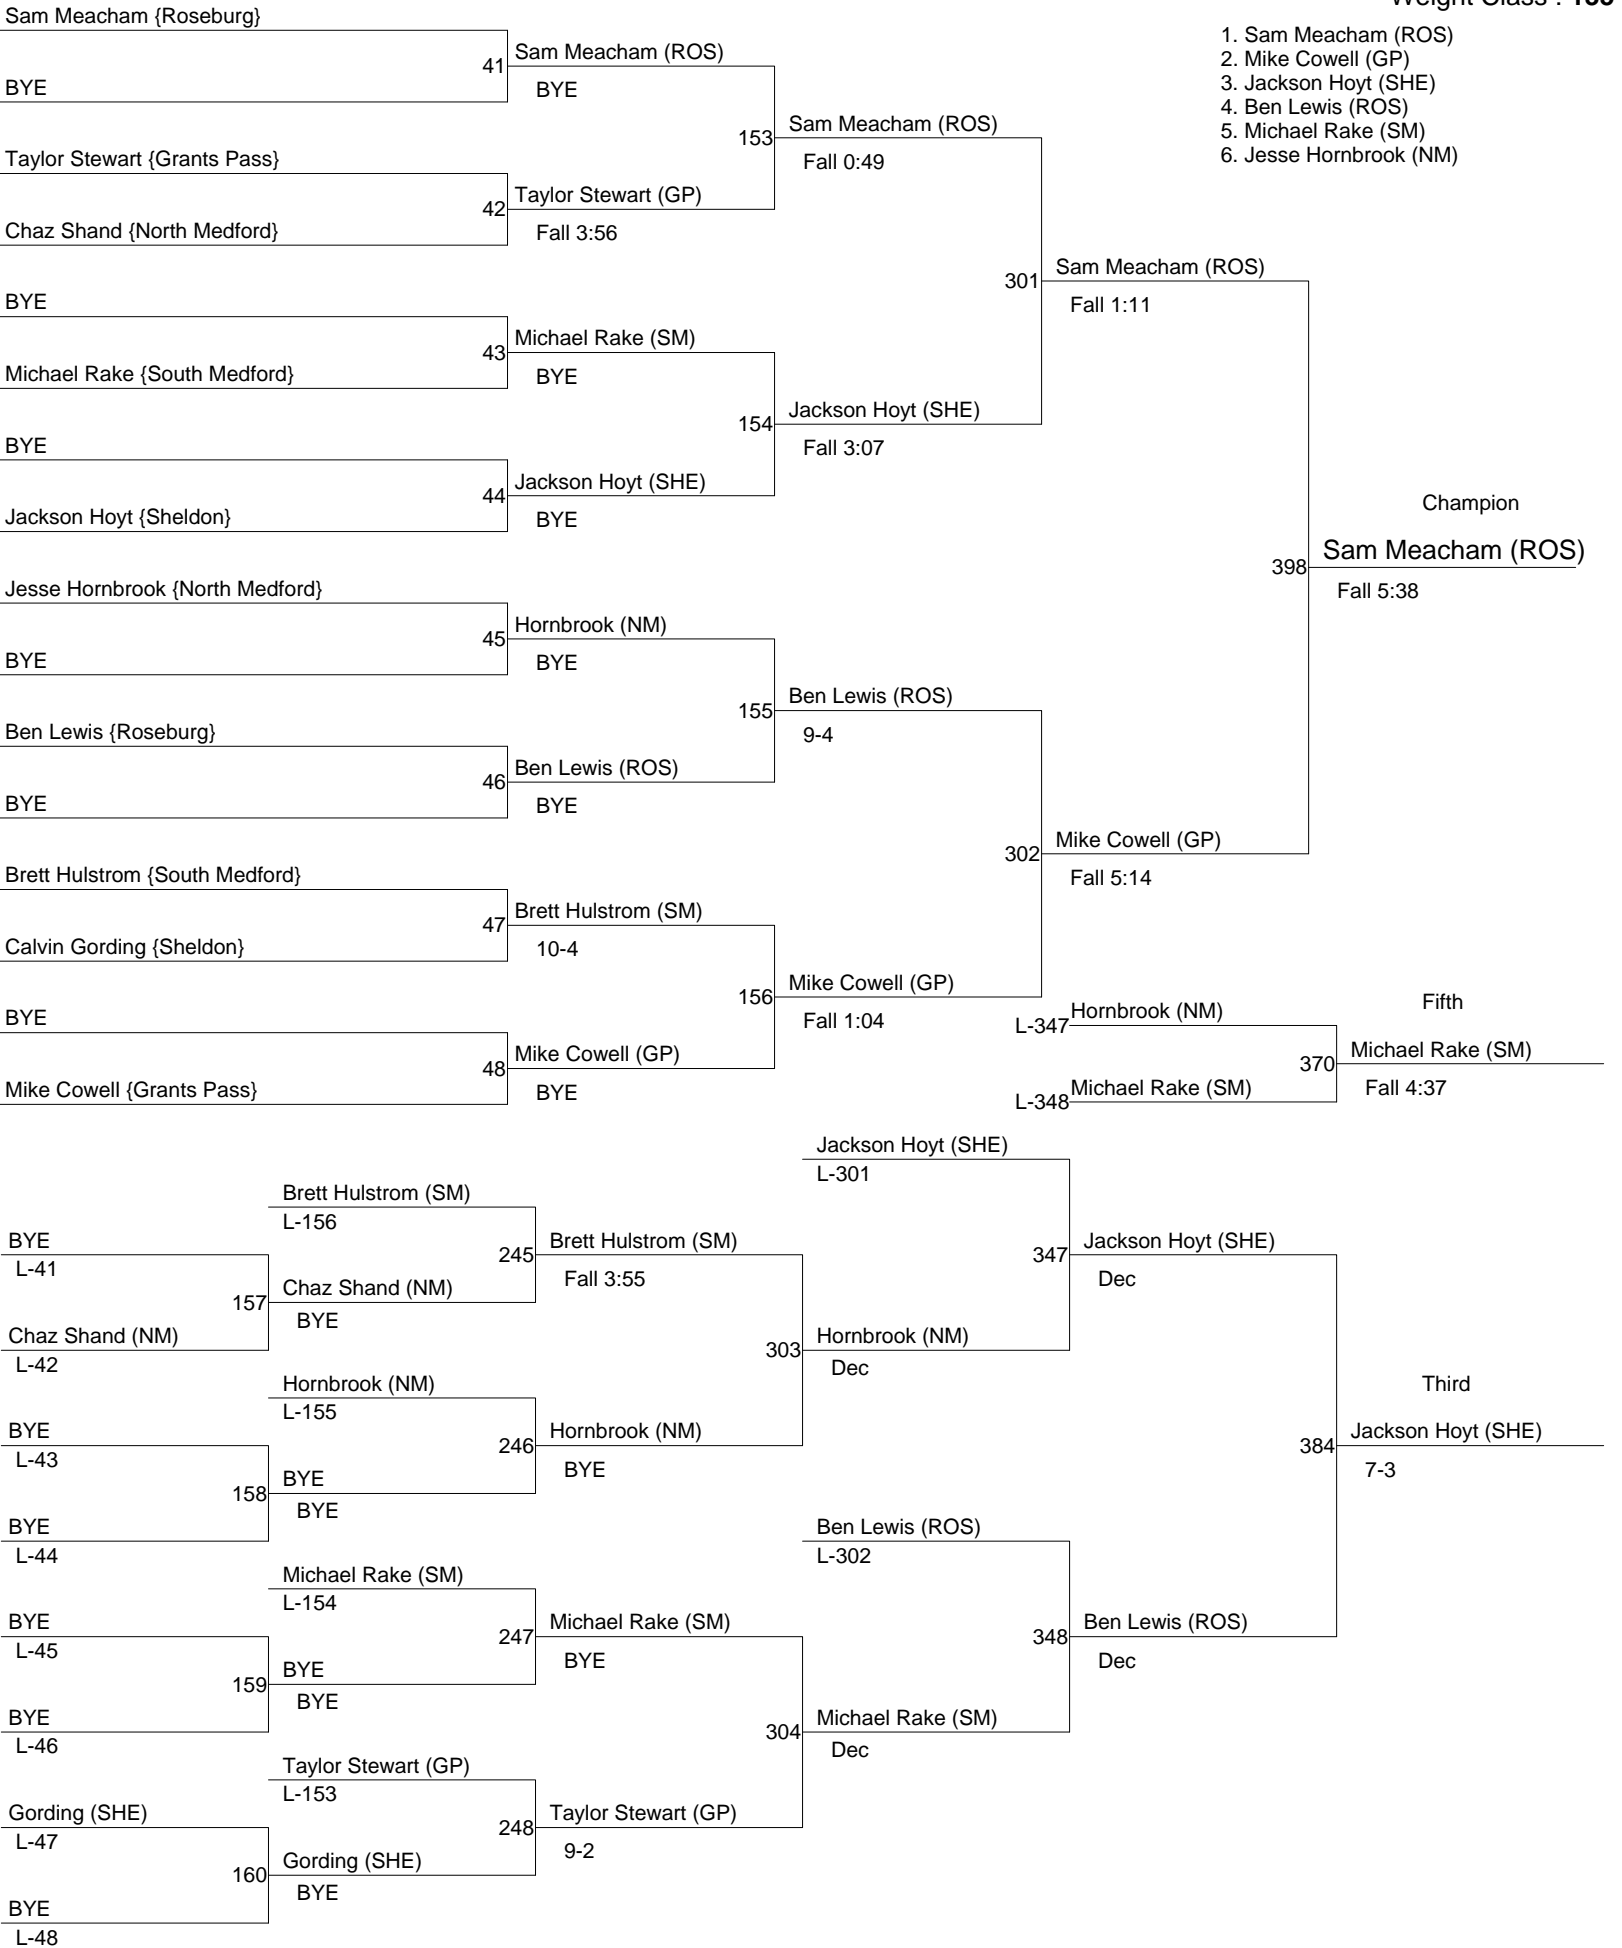 Weight Class :
1. Sam Meacham (ROS)
2. Mike Cowell (GP)
3. Jackson Hoyt (SHE)
4. Ben Lewis (ROS)
5. Michael Rake (SM)
6. Jesse Hornbrook (NM)
Sam Meacham {Roseburg}
BYE
Taylor Stewart {Grants Pass}
Chaz Shand {North Medford}
BYE
Michael Rake {South Medford}
BYE
Jackson Hoyt {Sheldon}
Jesse Hornbrook {North Medford}
BYE
Ben Lewis {Roseburg}
BYE
Brett Hulstrom {South Medford}
Calvin Gording {Sheldon}
BYE
Mike Cowell {Grants Pass}
41
Sam Meacham (ROS)
BYE
42
Taylor Stewart (GP)
Fall 3:56
43
Michael Rake (SM)
BYE
44
Jackson Hoyt (SHE)
BYE
45
Hornbrook (NM)
BYE
46
Ben Lewis (ROS)
BYE
47
Brett Hulstrom (SM)
10-4
48
Mike Cowell (GP)
BYE
153
Sam Meacham (ROS)
Fall 0:49
154
Jackson Hoyt (SHE)
Fall 3:07
155
Ben Lewis (ROS)
9-4
156
Mike Cowell (GP)
Fall 1:04
301
Sam Meacham (ROS)
Fall 1:11
302
Mike Cowell (GP)
Fall 5:14
Champion
398
Sam Meacham (ROS)
Fall 5:38
Fifth
L-347
Hornbrook (NM)
L-348
Michael Rake (SM)
370
Michael Rake (SM)
Fall 4:37
BYE
L-41
Chaz Shand (NM)
L-42
BYE
L-43
BYE
L-44
BYE
L-45
BYE
L-46
Gording (SHE)
L-47
BYE
L-48
Brett Hulstrom (SM)
L-156
157
Chaz Shand (NM)
BYE
Hornbrook (NM)
L-155
158
BYE
BYE
Michael Rake (SM)
L-154
159
BYE
BYE
Taylor Stewart (GP)
L-153
160
Gording (SHE)
BYE
245
Brett Hulstrom (SM)
Fall 3:55
246
Hornbrook (NM)
BYE
247
Michael Rake (SM)
BYE
248
Taylor Stewart (GP)
9-2
Jackson Hoyt (SHE)
L-301
303
Hornbrook (NM)
Dec
Ben Lewis (ROS)
L-302
304
Michael Rake (SM)
Dec
347
Jackson Hoyt (SHE)
Dec
348
Ben Lewis (ROS)
Dec
Third
384
Jackson Hoyt (SHE)
7-3